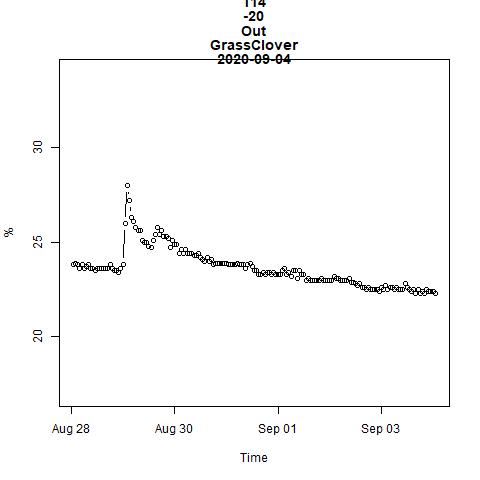 114
-20
Out
GrassClover
2020-09-04
%
30
25
20
Aug 28
Aug 30
Sep 01
Sep 03
Time